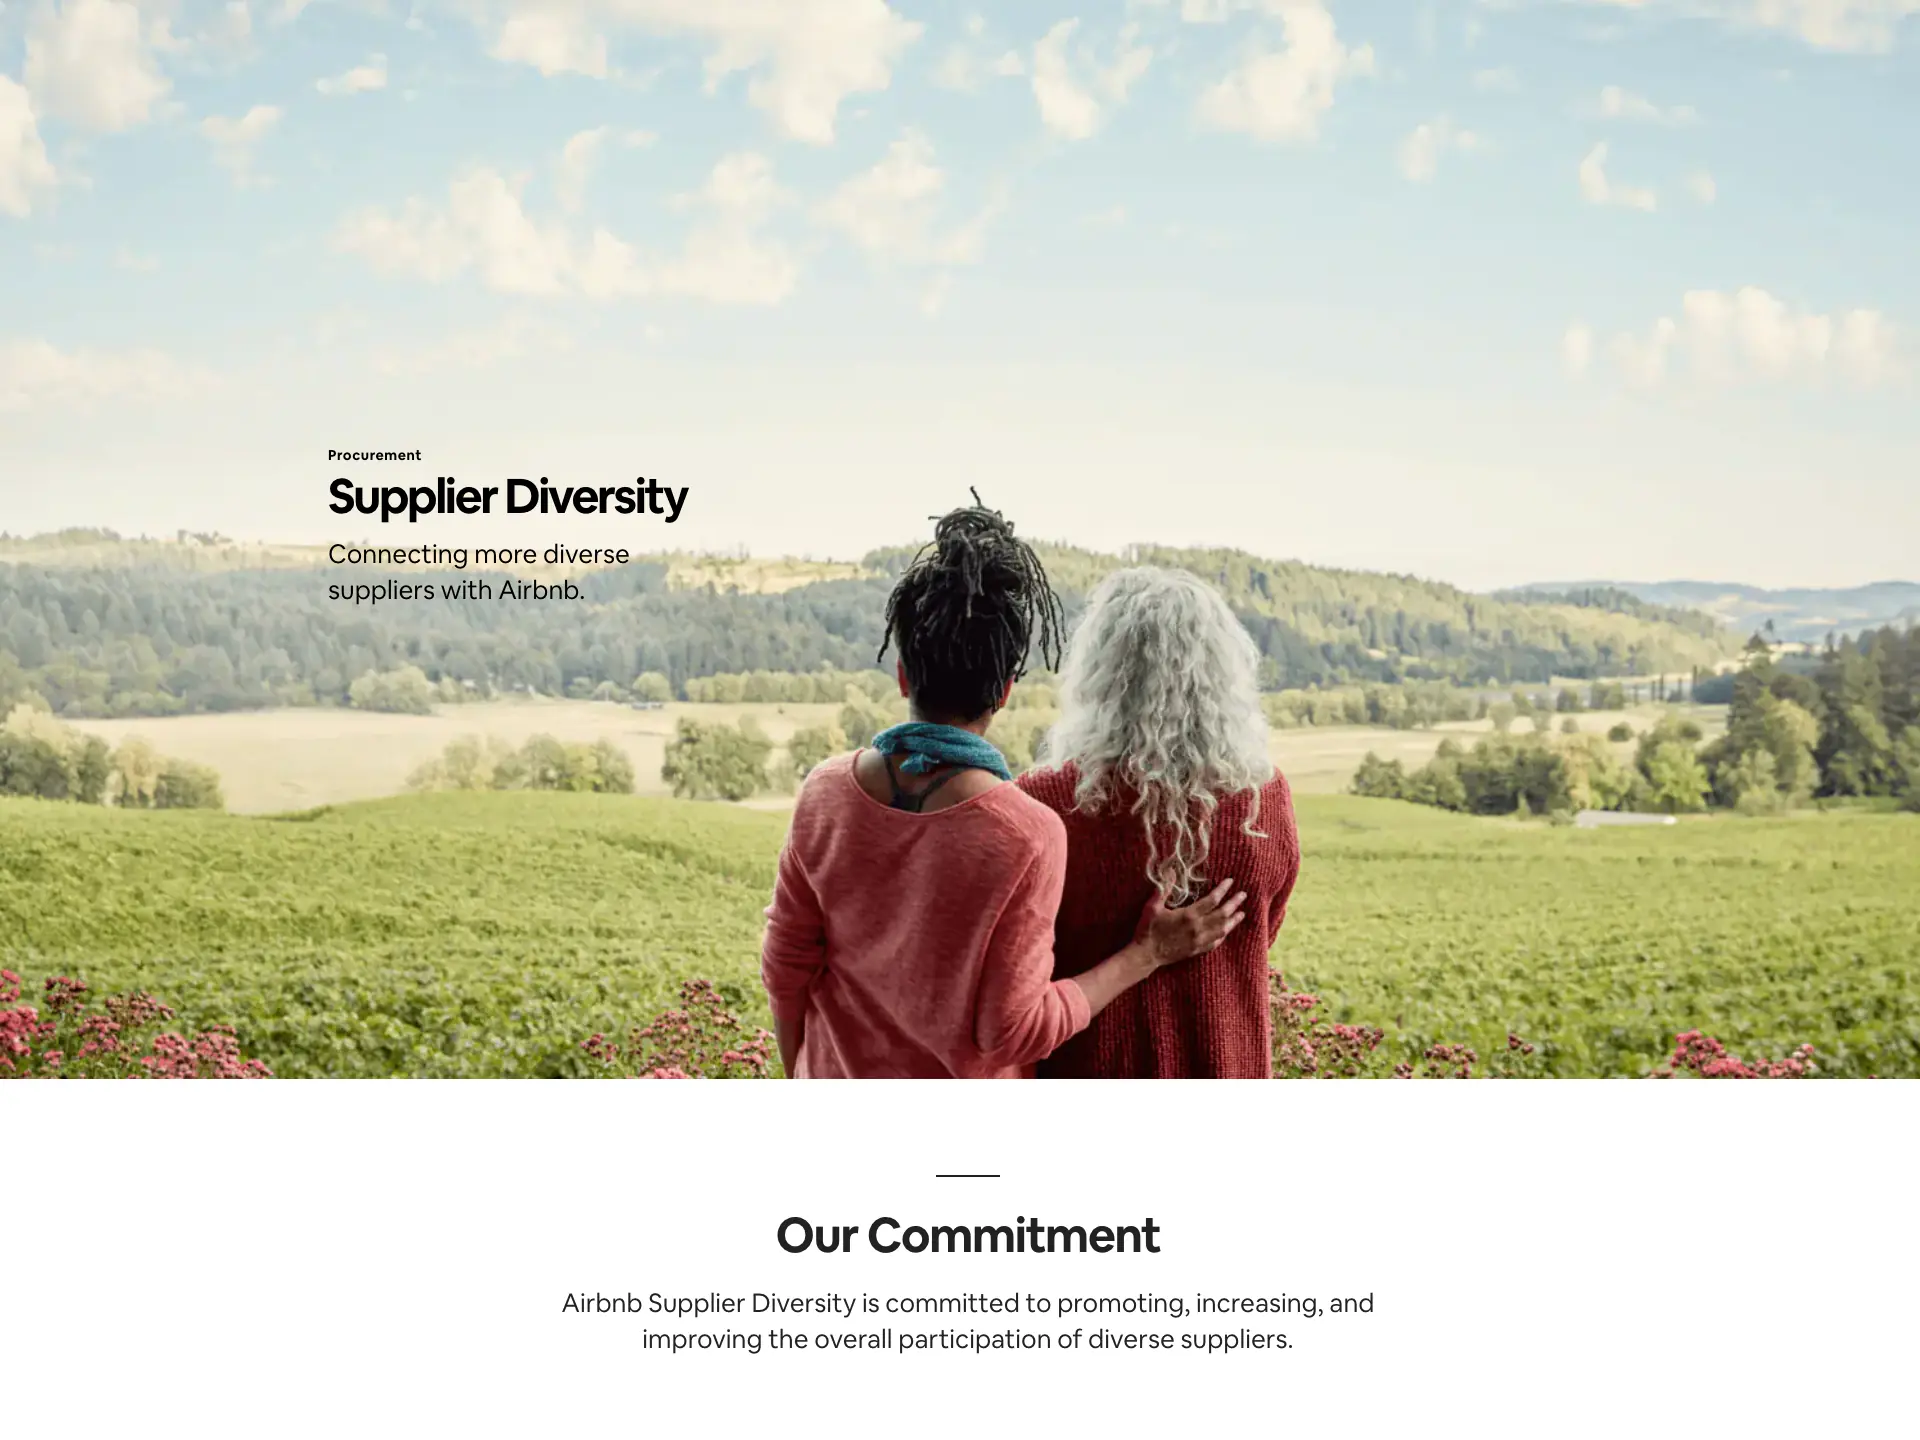 Procurement
Supplier Diversity
Connecting more diverse
suppliers with Airbnb.
Our Commitment
Airbnb Supplier Diversity is committed to promoting, increasing, and
improving the overall participation of diverse suppliers.